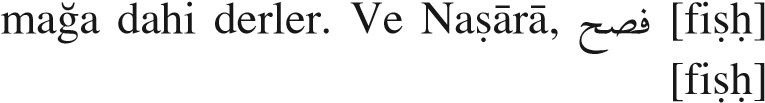 mağa dahi derler. Ve Naṣārā, فصح [fiṣḥ]
[fiṣḥ]